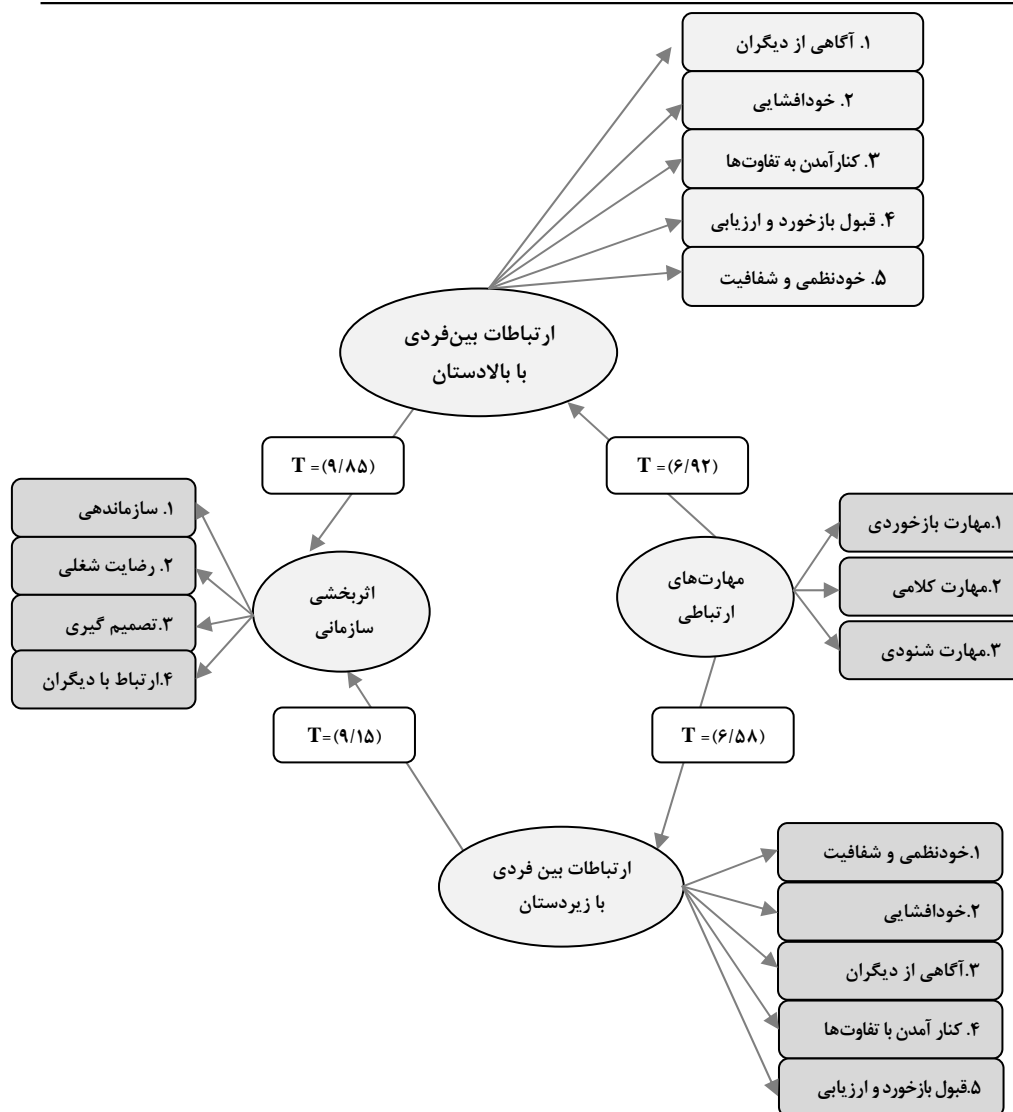 ۱. آگاهی از دیگران
۲. خودافشایی
۳. کنارآمدن به تفاوت‌ها
۴. قبول بازخورد و ارزیابی
۵. خودنظمی و شفافیت
ارتباطات بین‌فردی
با بالادستان
T =(۶/۹۲)
T =(۹/۸۵)
۱.مهارت بازخوردی
۲.مهارت کلامی
۳.مهارت شنودی
مهارت‌های
ارتباطی
اثربخشی
سازمانی
۱. سازماندهی
۲. رضایت شغلی
۳.تصمیم گیری
۴.ارتباط با دیگران
T =(۶/۵۸)
T=(۹/۱۵)
ارتباطات بین فردی
با زیردستان
۱.خودنظمی و شفافیت
۲.خودافشایی
۳.آگاهی از دیگران
۴. کنار آمدن با تفاوت‌ها
۵.قبول بازخورد و ارزیابی